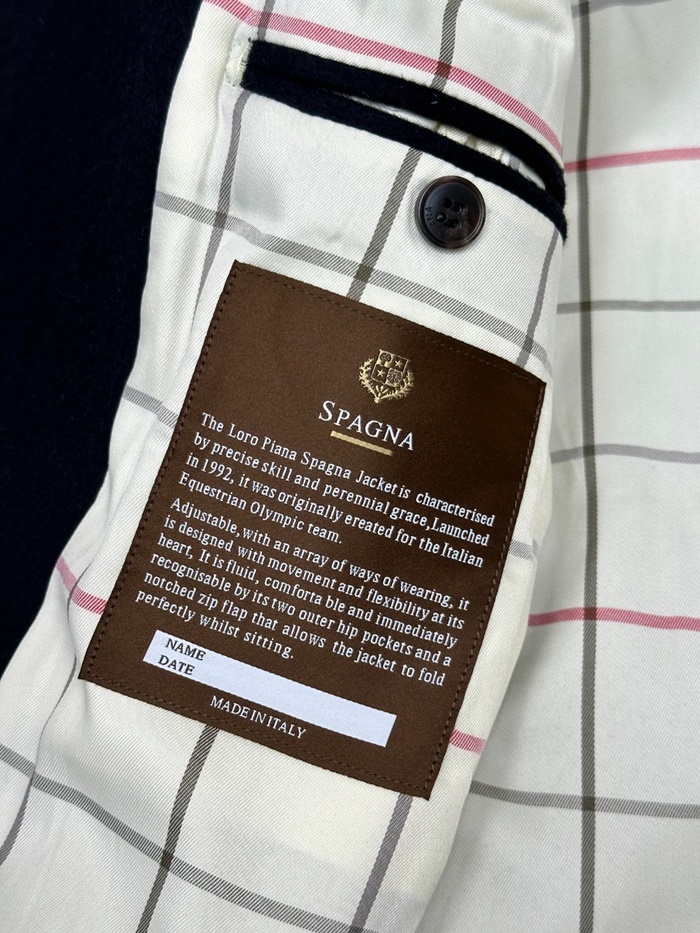 SPAGNA
The Loro Piana Spagna Jacket is characterised
by precise skill and perennial grace, Launched
in 1992, it was originally ereated for the Italian
Equestrian Olympic team.
Adjustable, with an array of ways of wearing, it
is designed with movement and flexibility at its
heart, It is fluid, comforta ble and immediately
recognisable by its two outer hip pockets and a
notched zip flap that allows the jacket to fold
perfectly whilst sitting.
NAME
DATE
MADE IN ITALY